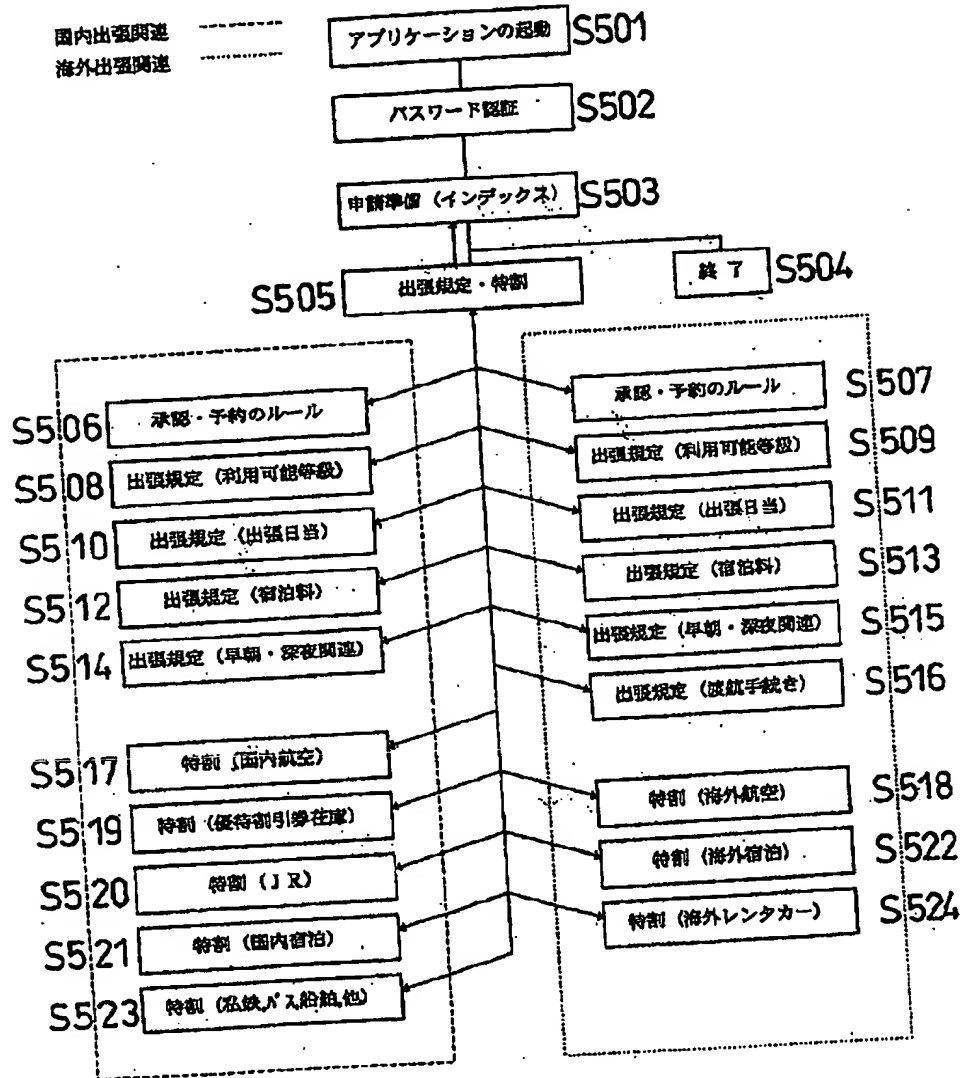 国内出張関連
海外出張関連
アプリケーションの起動 S501
パスワード認証 S502
申請準備（インデックス） S503
終了 S504
S505 出張規定・特割
S506 承認・予約のルール
承認・予約のルール S507
S508 出張規定（利用可能等級）
出張規定（利用可能等級） S509
S510 出張規定（出張日当）
出張規定（出張日当） S511
S512 出張規定（宿泊料）
出張規定（宿泊料） S513
S514 出張規定（早朝・深夜関連）
出張規定（早朝・深夜関連） S515
出張規定（渡航手続き） S516
S517 特割（国内航空）
特割（海外航空） S518
S519 特割（優待割引券在庫）
S520 特割（ＪＲ）
特割（海外宿泊） S522
S521 特割（国内宿泊）
特割（海外レンタカー） S524
S523 特割（私鉄,バス,船舶,他）